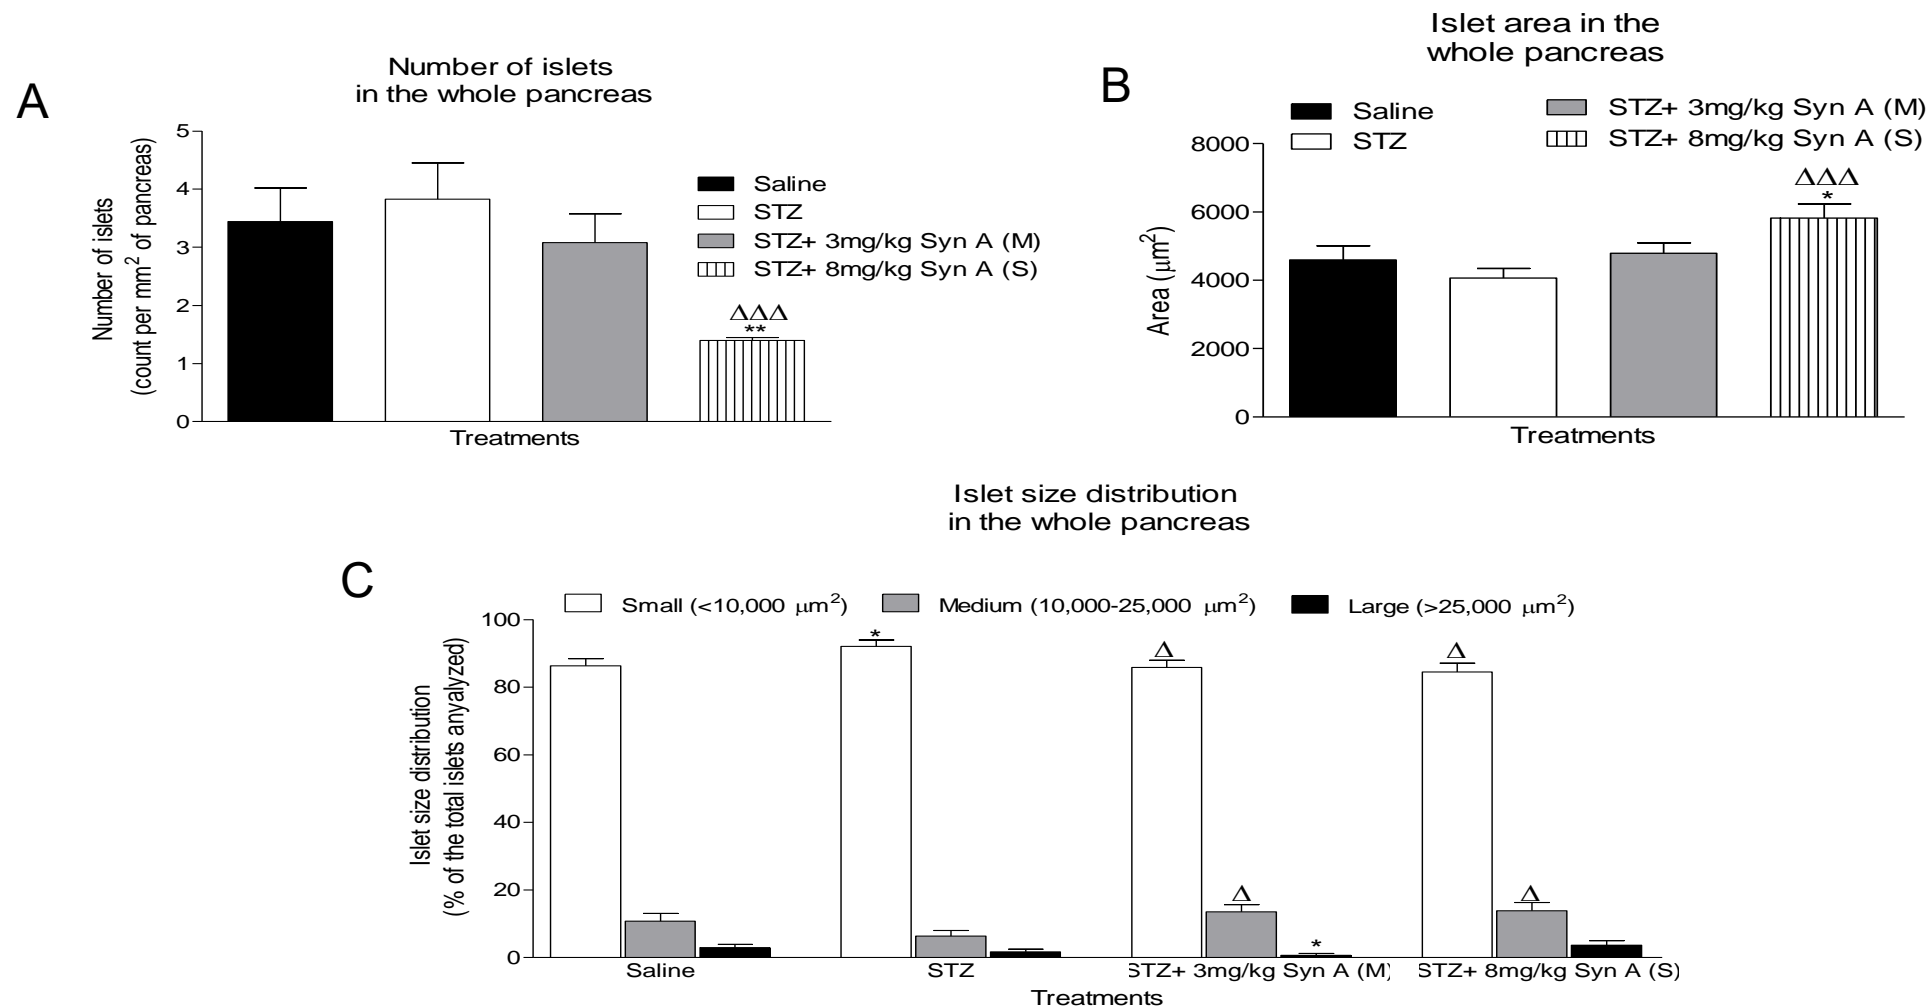 A
Number of islets
in the whole pancreas
Number of islets
(count per mm² of pancreas)
5
4
3
2
1
0
Saline
STZ
STZ+ 3mg/kg Syn A (M)
STZ+ 8mg/kg Syn A (S)
ΔΔΔ
**
Treatments
B
Islet area in the
whole pancreas
Saline
STZ
STZ+ 3mg/kg Syn A (M)
STZ+ 8mg/kg Syn A (S)
Area (μm²)
8000
6000
4000
2000
0
ΔΔΔ
*
Treatments
C
Islet size distribution
in the whole pancreas
Small (<10,000 μm²) Medium (10,000-25,000 μm²) Large (>25,000 μm²)
Islet size distribution
(% of the total islets anyalyzed)
100
80
60
40
20
0
*
Δ
Δ
*
Δ
Δ
Saline STZ STZ+ 3mg/kg Syn A (M) STZ+ 8mg/kg Syn A (S)
Treatments